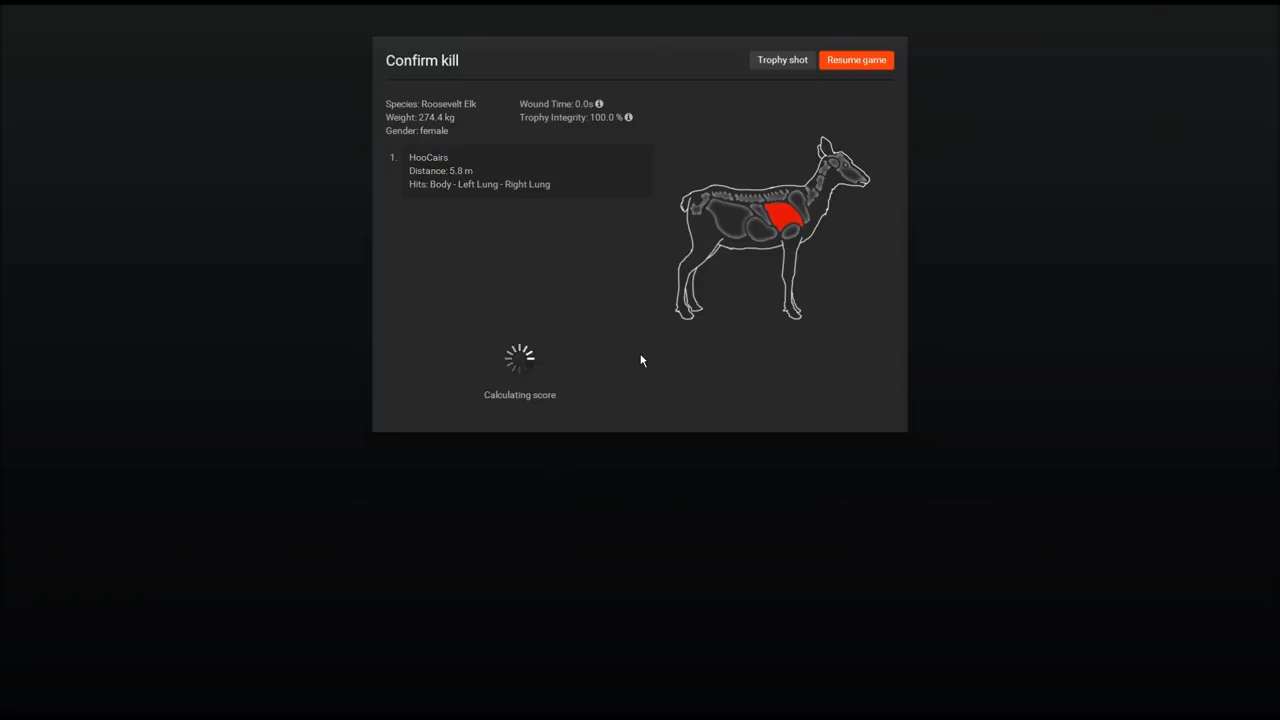 Confirm kill
Trophy shot
Resume game
Species: Roosevelt Elk
Weight: 274.4 kg
Gender: female
Wound Time: 0.0s
Trophy Integrity: 100.0 %
1. HooCairs
Distance: 5.8 m
Hits: Body - Left Lung - Right Lung
Calculating score